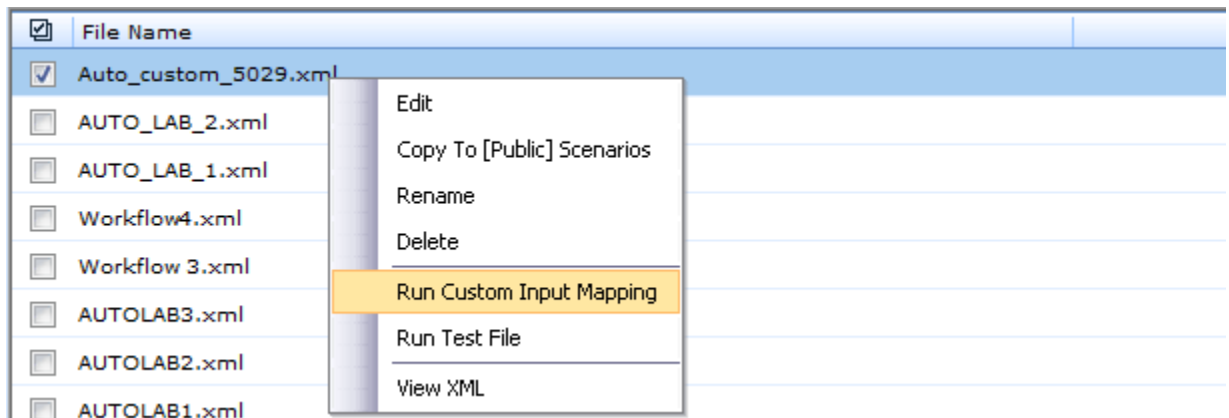 File Name
Auto_custom_5029.xml
AUTO_LAB_2.xml
AUTO_LAB_1.xml
Workflow4.xml
Workflow 3.xml
AUTOLAB3.xml
AUTOLAB2.xml
AUTOLAB1.xml
Edit
Copy To [Public] Scenarios
Rename
Delete
Run Custom Input Mapping
Run Test File
View XML